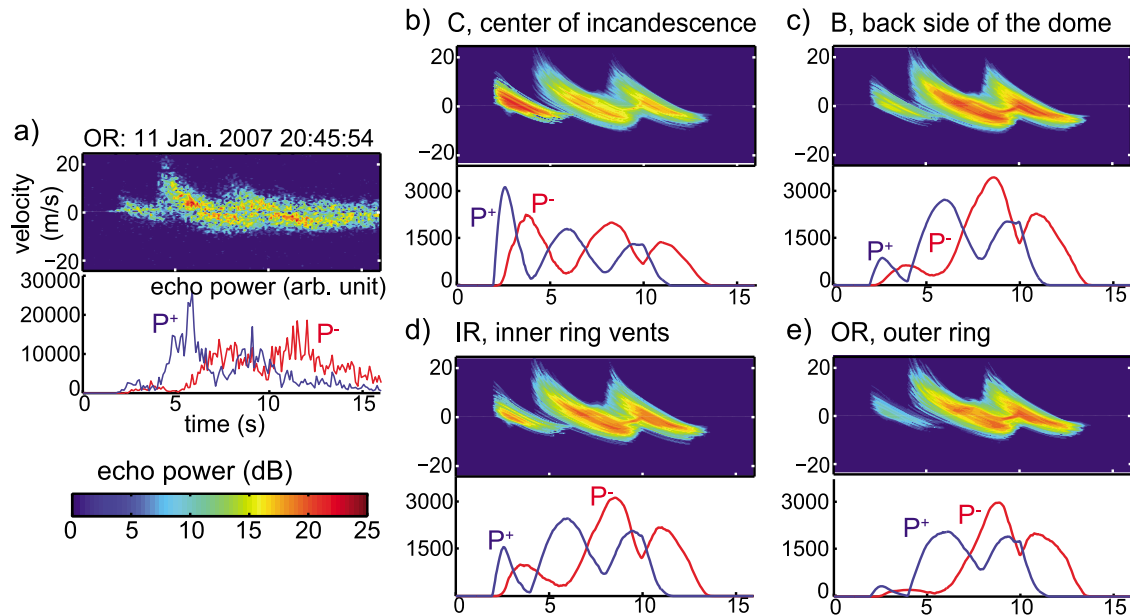 a)
OR: 11 Jan. 2007 20:45:54
20
0
−20
velocity
(m/s)
echo power (arb. unit)
30000
20000
10000
0
P+
P-
0 5 10 15
time (s)
echo power (dB)
0 5 10 15 20 25
b) C, center of incandescence
20
0
−20
3000
1500
0
P+
P-
0 5 10 15
c) B, back side of the dome
20
0
−20
3000
1500
0
P+
P-
0 5 10 15
d) IR, inner ring vents
20
0
−20
3000
1500
0
P+
P-
0 5 10 15
e) OR, outer ring
20
0
−20
3000
1500
0
P+
P-
0 5 10 15